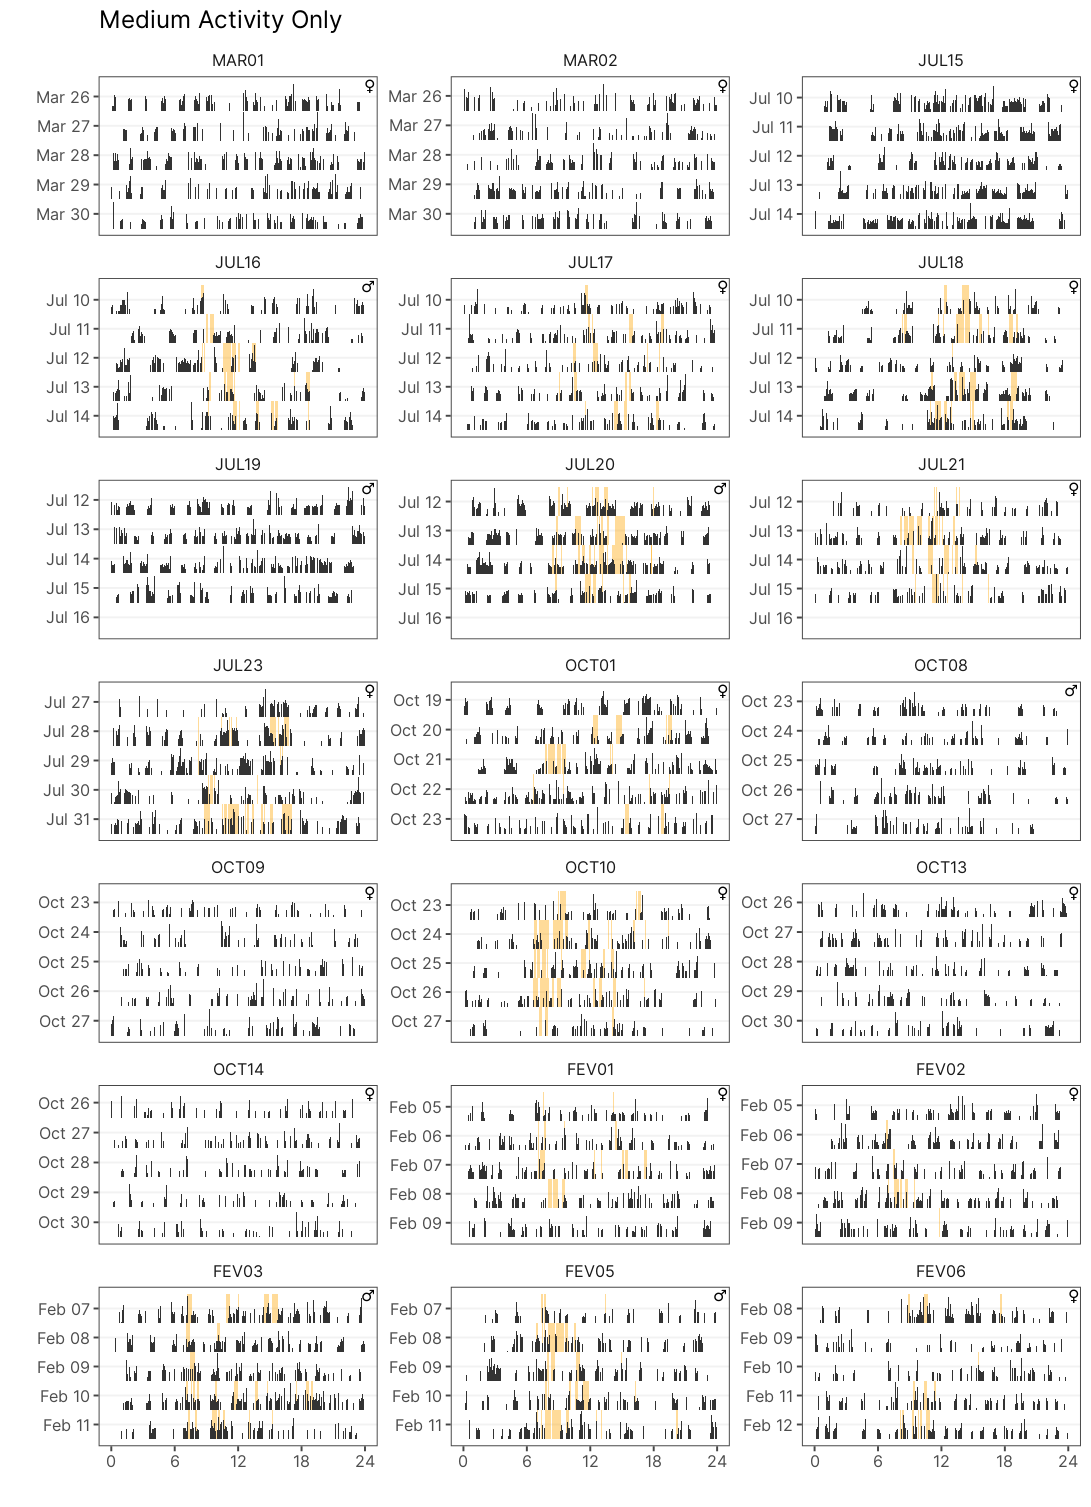 Medium Activity Only
MAR01 MAR02 JUL15
♀ ♀ ♀
Mar 26 Mar 26 Jul 10
Mar 27 Mar 27 Jul 11
Mar 28 Mar 28 Jul 12
Mar 29 Mar 29 Jul 13
Mar 30 Mar 30 Jul 14
JUL16 JUL17 JUL18
♂ ♀ ♀
Jul 10 Jul 10 Jul 10
Jul 11 Jul 11 Jul 11
Jul 12 Jul 12 Jul 12
Jul 13 Jul 13 Jul 13
Jul 14 Jul 14 Jul 14
JUL19 JUL20 JUL21
♂ ♂ ♀
Jul 12 Jul 12 Jul 12
Jul 13 Jul 13 Jul 13
Jul 14 Jul 14 Jul 14
Jul 15 Jul 15 Jul 15
Jul 16 Jul 16 Jul 16
JUL23 OCT01 OCT08
♀ ♀ ♂
Jul 27 Oct 19 Oct 23
Jul 28 Oct 20 Oct 24
Jul 29 Oct 21 Oct 25
Jul 30 Oct 22 Oct 26
Jul 31 Oct 23 Oct 27
OCT09 OCT10 OCT13
♀ ♀ ♀
Oct 23 Oct 23 Oct 26
Oct 24 Oct 24 Oct 27
Oct 25 Oct 25 Oct 28
Oct 26 Oct 26 Oct 29
Oct 27 Oct 27 Oct 30
OCT14 FEV01 FEV02
♀ ♀ ♀
Oct 26 Feb 05 Feb 05
Oct 27 Feb 06 Feb 06
Oct 28 Feb 07 Feb 07
Oct 29 Feb 08 Feb 08
Oct 30 Feb 09 Feb 09
FEV03 FEV05 FEV06
♂ ♂ ♀
Feb 07 Feb 07 Feb 08
Feb 08 Feb 08 Feb 09
Feb 09 Feb 09 Feb 10
Feb 10 Feb 10 Feb 11
Feb 11 Feb 11 Feb 12
0 6 12 18 24 0 6 12 18 24 0 6 12 18 24